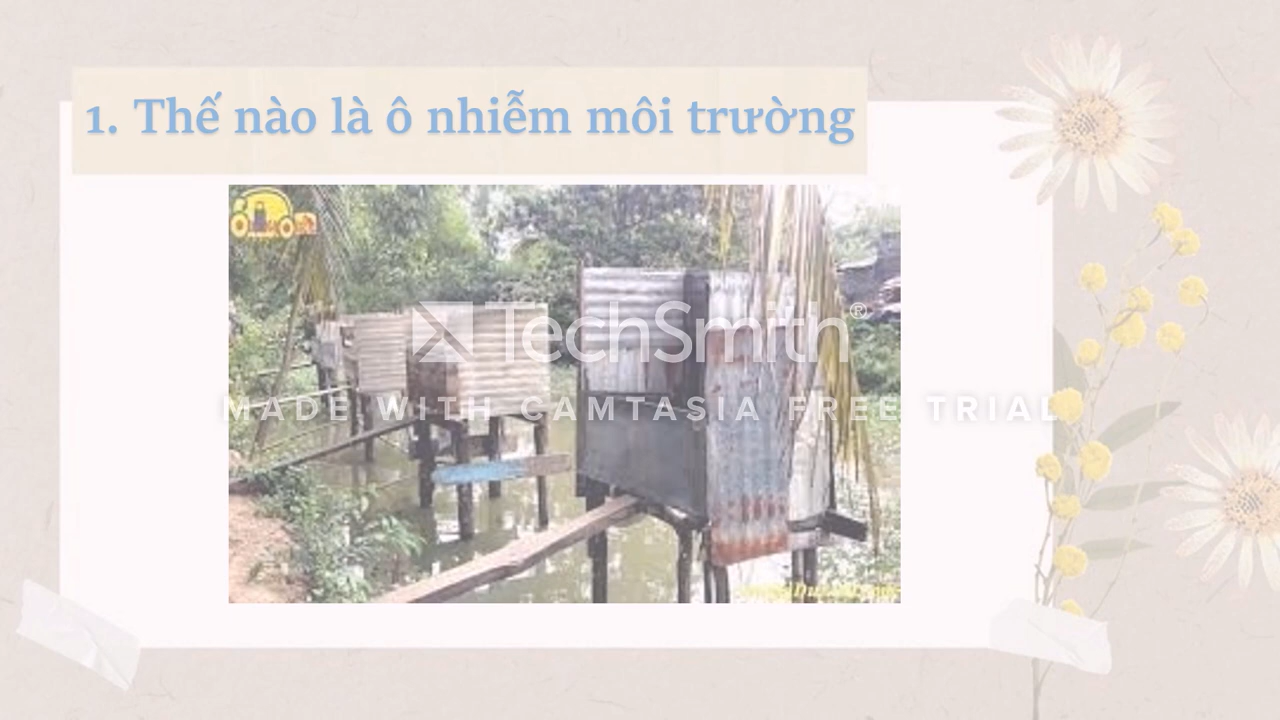 1. Thế nào là ô nhiễm môi trường
TechSmith®
MADE WITH CAMTASIA FREE TRIAL